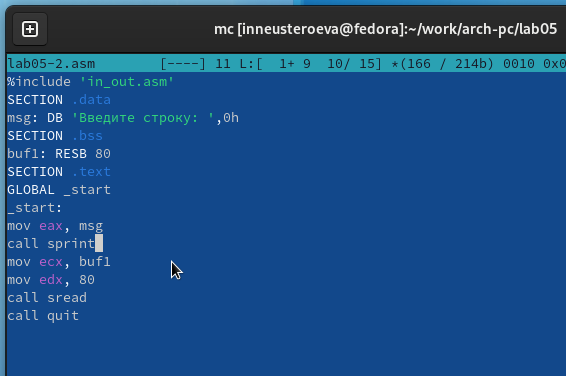 mc [inneusteroeva@fedora]:~/work/arch-pc/lab05
lab05-2.asm [----] 11 L:[ 1+ 9 10/ 15] *(166 / 214b) 0010 0x0
%include 'in_out.asm'
SECTION .data
msg: DB 'Введите строку: ',0h
SECTION .bss
buf1: RESB 80
SECTION .text
GLOBAL _start
_start:
mov eax, msg
call sprint
mov ecx, buf1
mov edx, 80
call sread
call quit